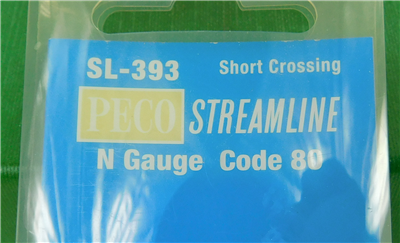 SL-393 Short Crossing
PECO STREAMLINE
N Gauge Code 80